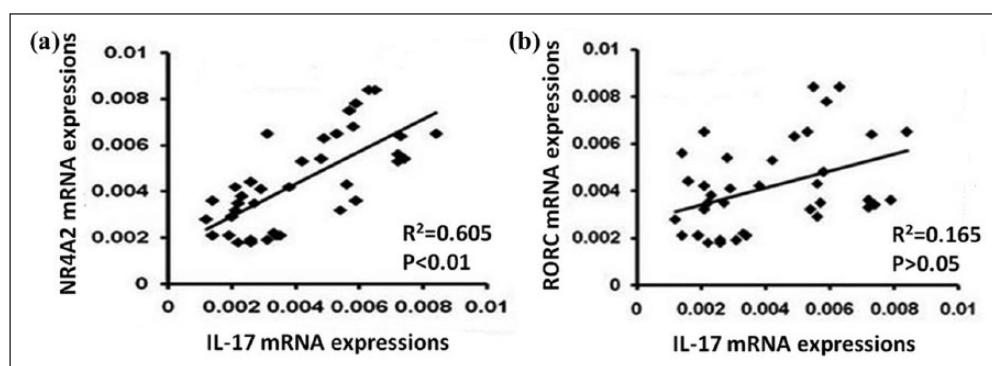 (a)
NR4A2 mRNA expressions
0.01
0.008
0.006
0.004
0.002
0
R²=0.605
P<0.01
0 0.002 0.004 0.006 0.008 0.01
IL-17 mRNA expressions
(b)
RORC mRNA expressions
0.01
0.008
0.006
0.004
0.002
0
R²=0.165
P>0.05
0 0.002 0.004 0.006 0.008 0.01
IL-17 mRNA expressions